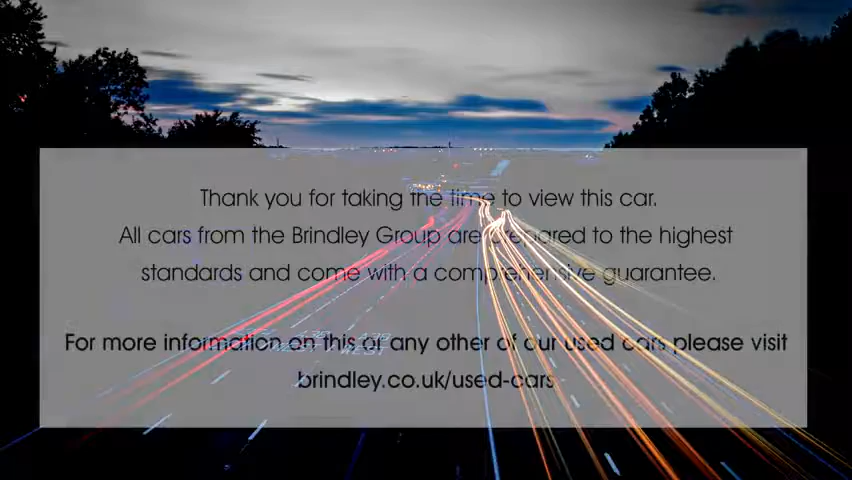 Thank you for taking the time to view this car.
All cars from the Brindley Group are prepared to the highest
standards and come with a comprehensive guarantee.
For more information on this or any other of our used cars please visit
brindley.co.uk/used-cars